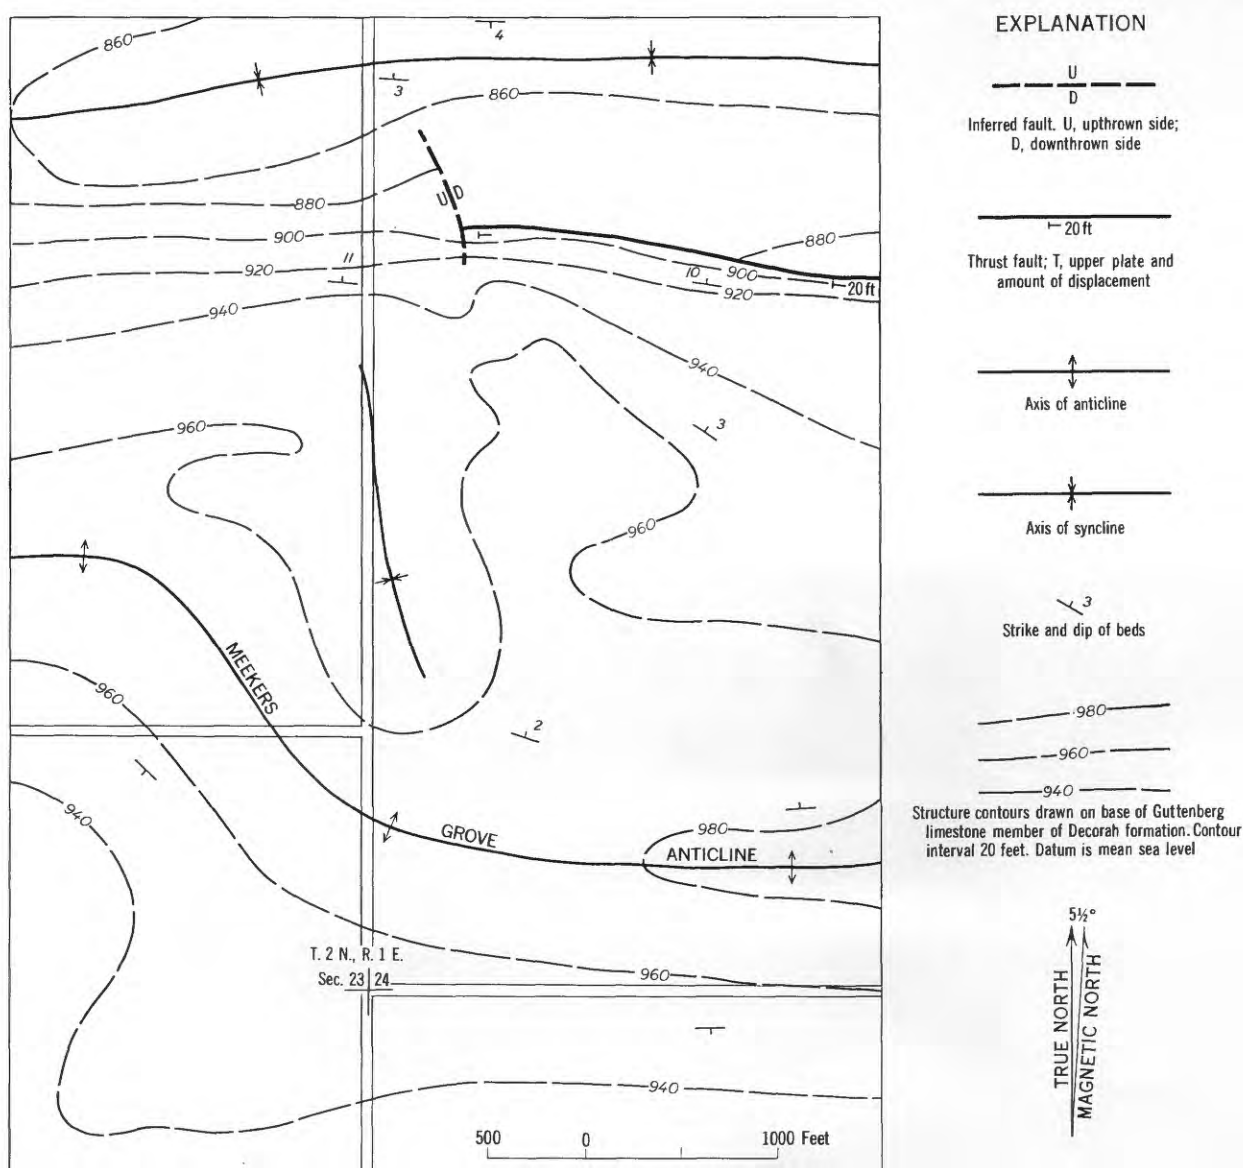 860
4
3
860
U D
880
900
880
11
920
10
900
920
20 ft
940
940
960
3
960
MEEKERS
960
2
940
GROVE
980
ANTICLINE
T. 2 N., R. 1 E.
Sec. 23 24
960
940
500 0 1000 Feet
EXPLANATION
U
D
Inferred fault. U, upthrown side;
D, downthrown side
20 ft
Thrust fault; T, upper plate and
amount of displacement
Axis of anticline
Axis of syncline
3
Strike and dip of beds
980
960
940
Structure contours drawn on base of Guttenberg
limestone member of Decorah formation. Contour
interval 20 feet. Datum is mean sea level
5½°
TRUE NORTH
MAGNETIC NORTH